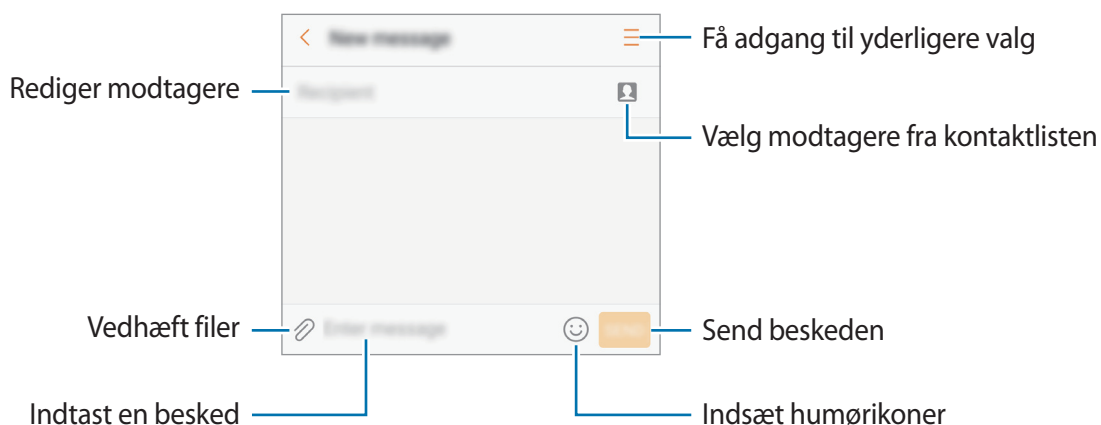 New message
Få adgang til yderligere valg
Rediger modtagere
Recipient
Vælg modtagere fra kontaktlisten
Vedhæft filer
Enter message
SEND
Send beskeden
Indtast en besked
Indsæt humørikoner